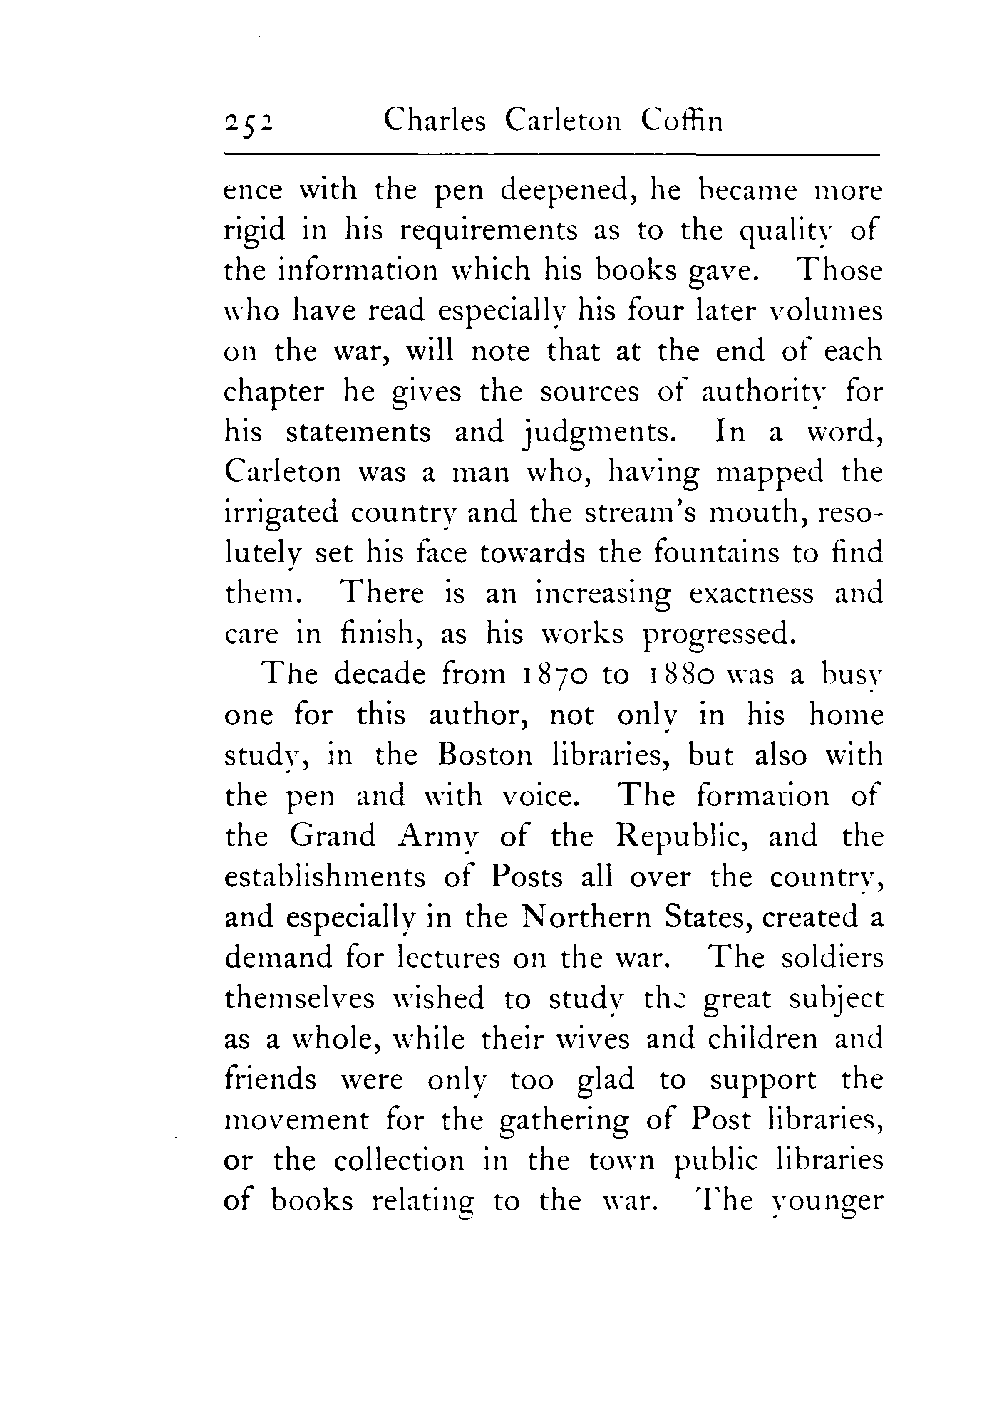 252 Charles Carleton Coffin
ence with the pen deepened, he became more
rigid in his requirements as to the quality of
the information which his books gave. Those
who have read especially his four later volumes
on the war, will note that at the end of each
chapter he gives the sources of authority for
his statements and judgments. In a word,
Carleton was a man who, having mapped the
irrigated country and the stream's mouth, reso-
lutely set his face towards the fountains to find
them. There is an increasing exactness and
care in finish, as his works progressed.
The decade from 1870 to 1880 was a busy
one for this author, not only in his home
study, in the Boston libraries, but also with
the pen and with voice. The formation of
the Grand Army of the Republic, and the
establishments of Posts all over the country,
and especially in the Northern States, created a
demand for lectures on the war. The soldiers
themselves wished to study the great subject
as a whole, while their wives and children and
friends were only too glad to support the
movement for the gathering of Post libraries,
or the collection in the town public libraries
of books relating to the war. The younger